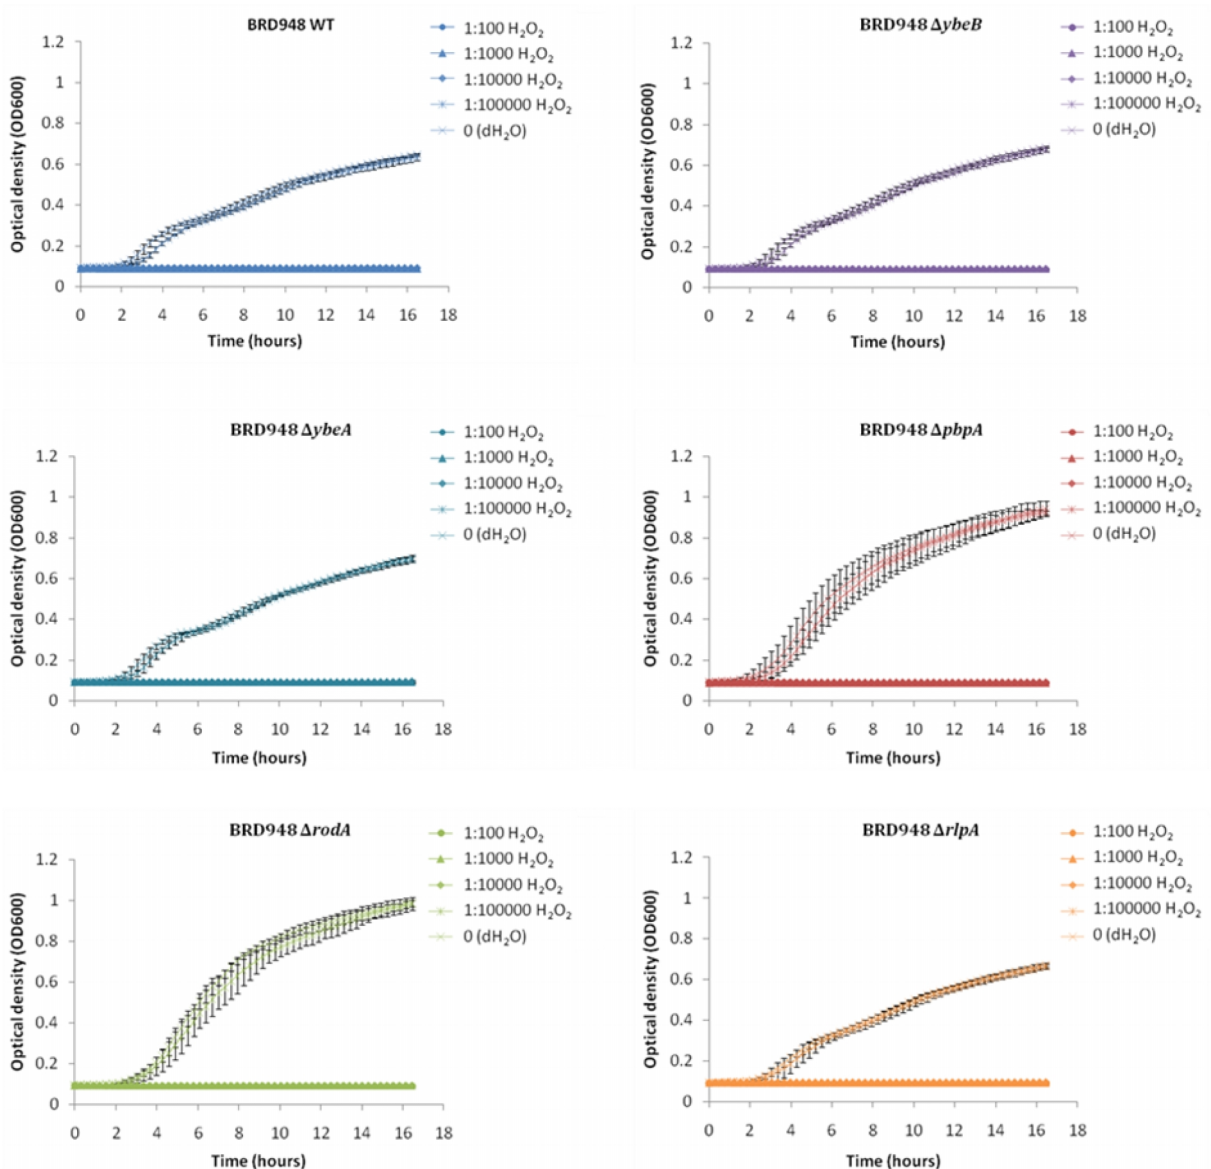 BRD948 WT
1.2
1
0.8
0.6
0.4
0.2
0
Optical density (OD600)
0 2 4 6 8 10 12 14 16 18
Time (hours)
1:100 H₂O₂
1:1000 H₂O₂
1:10000 H₂O₂
1:100000 H₂O₂
0 (dH₂O)
BRD948 ΔybeB
1.2
1
0.8
0.6
0.4
0.2
0
Optical density (OD600)
0 2 4 6 8 10 12 14 16 18
Time (hours)
1:100 H₂O₂
1:1000 H₂O₂
1:10000 H₂O₂
1:100000 H₂O₂
0 (dH₂O)
BRD948 ΔybeA
1.2
1
0.8
0.6
0.4
0.2
0
Optical density (OD600)
0 2 4 6 8 10 12 14 16 18
Time (hours)
1:100 H₂O₂
1:1000 H₂O₂
1:10000 H₂O₂
1:100000 H₂O₂
0 (dH₂O)
BRD948 ΔpbpA
1.2
1
0.8
0.6
0.4
0.2
0
Optical density (OD600)
0 2 4 6 8 10 12 14 16 18
Time (hours)
1:100 H₂O₂
1:1000 H₂O₂
1:10000 H₂O₂
1:100000 H₂O₂
0 (dH₂O)
BRD948 ΔrodA
1.2
1
0.8
0.6
0.4
0.2
0
Optical density (OD600)
0 2 4 6 8 10 12 14 16 18
Time (hours)
1:100 H₂O₂
1:1000 H₂O₂
1:10000 H₂O₂
1:100000 H₂O₂
0 (dH₂O)
BRD948 ΔrlpA
1.2
1
0.8
0.6
0.4
0.2
0
Optical density (OD600)
0 2 4 6 8 10 12 14 16 18
Time (hours)
1:100 H₂O₂
1:1000 H₂O₂
1:10000 H₂O₂
1:100000 H₂O₂
0 (dH₂O)